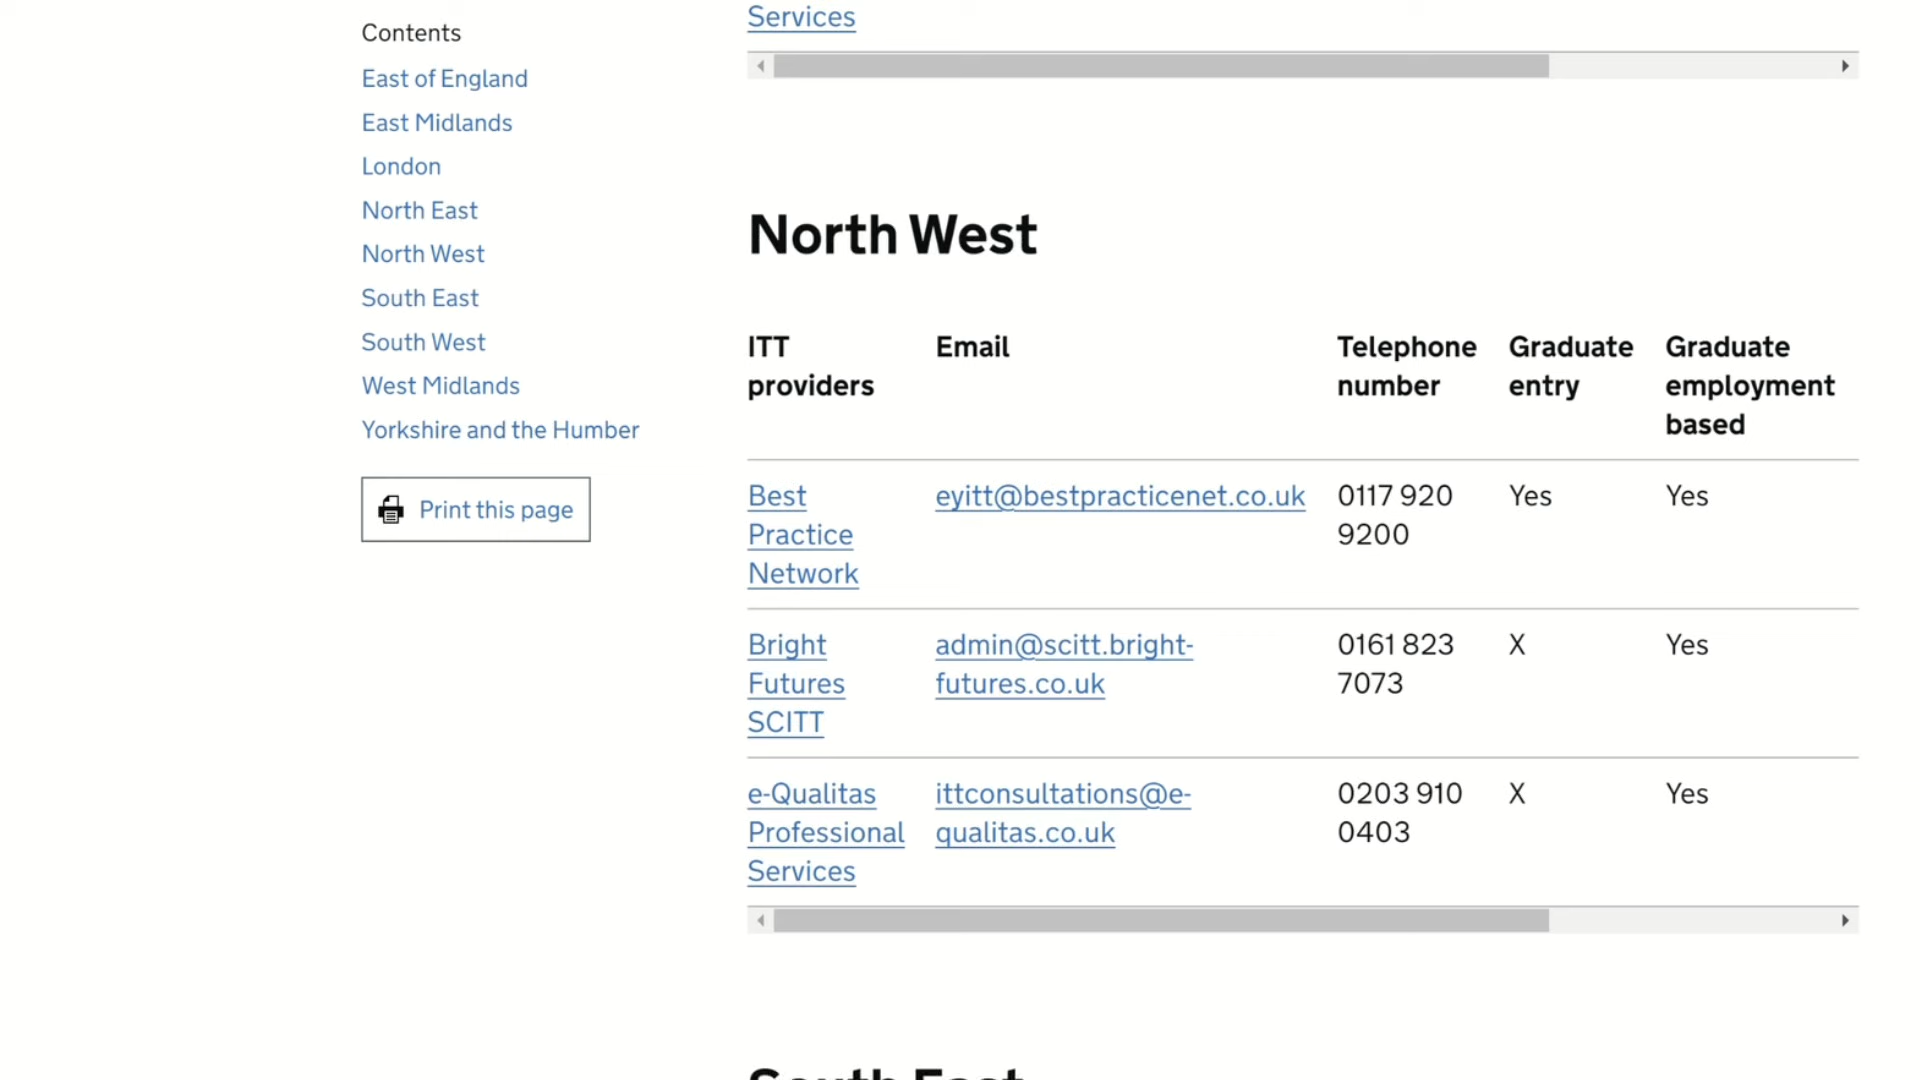 Contents
East of England
East Midlands
London
North East
North West
South East
South West
West Midlands
Yorkshire and the Humber
Print this page
Services
North West
ITT providers
Email
Telephone number
Graduate entry
Graduate employment based
Best Practice Network
eyitt@bestpracticenet.co.uk
0117 920 9200
Yes
Yes
Bright Futures SCITT
admin@scitt.bright-futures.co.uk
0161 823 7073
X
Yes
e-Qualitas Professional Services
ittconsultations@e-qualitas.co.uk
0203 910 0403
X
Yes
South East